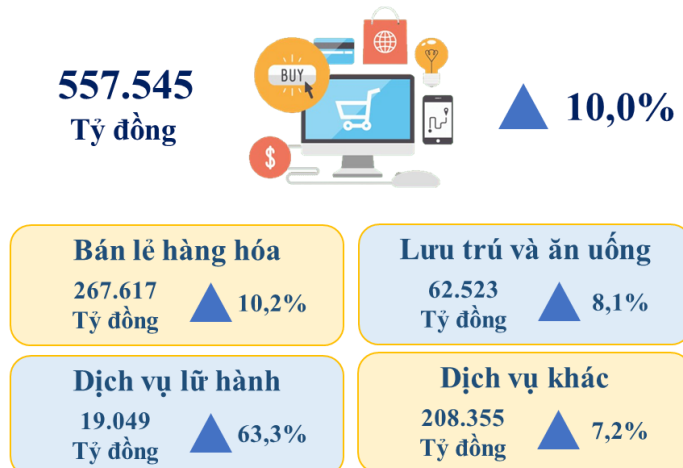 557.545
Tỷ đồng
BUY
$
10,0%
Bán lẻ hàng hóa
267.617
Tỷ đồng
10,2%
Lưu trú và ăn uống
62.523
Tỷ đồng
8,1%
Dịch vụ lữ hành
19.049
Tỷ đồng
63,3%
Dịch vụ khác
208.355
Tỷ đồng
7,2%